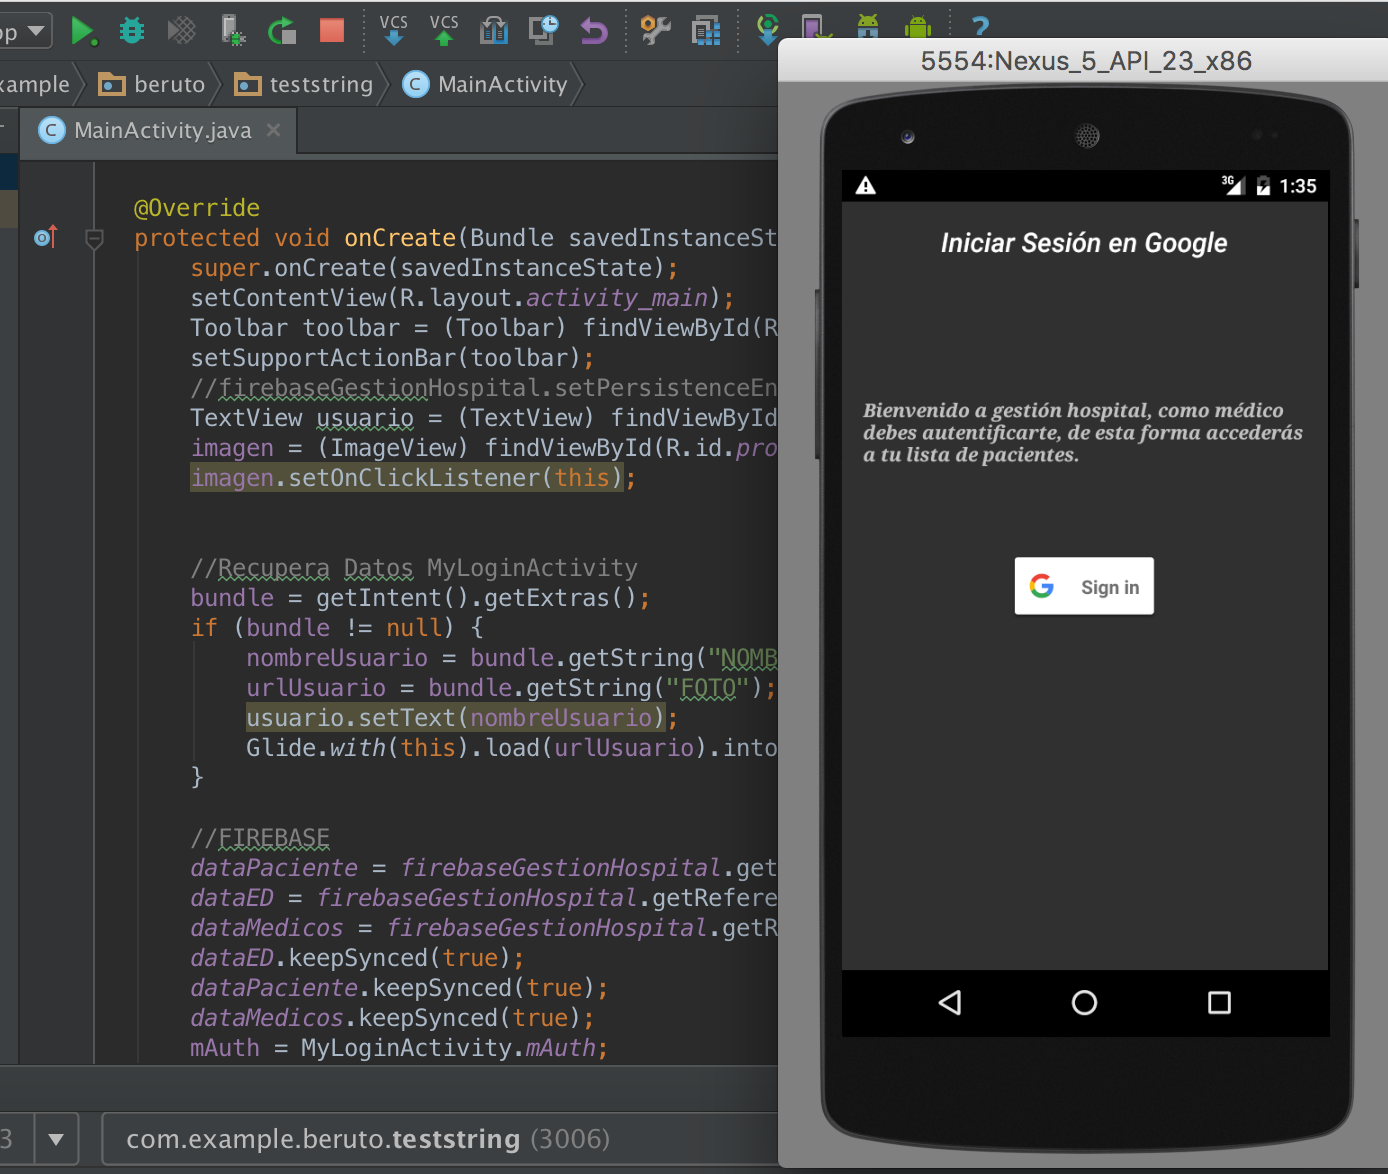 VCS VCS
beruto teststring MainActivity
MainActivity.java
@Override
protected void onCreate(Bundle savedInstanceSt
super.onCreate(savedInstanceState);
setContentView(R.layout.activity_main);
Toolbar toolbar = (Toolbar) findViewById(R
setSupportActionBar(toolbar);
//firebaseGestionHospital.setPersistenceEn
TextView usuario = (TextView) findViewById
imagen = (ImageView) findViewById(R.id.pro
imagen.setOnClickListener(this);
//Recupera Datos MyLoginActivity
bundle = getIntent().getExtras();
if (bundle != null) {
nombreUsuario = bundle.getString("NOMB
urlUsuario = bundle.getString("FOTO");
usuario.setText(nombreUsuario);
Glide.with(this).load(urlUsuario).into
}
//FIREBASE
dataPaciente = firebaseGestionHospital.get
dataED = firebaseGestionHospital.getRefere
dataMedicos = firebaseGestionHospital.getR
dataED.keepSynced(true);
dataPaciente.keepSynced(true);
dataMedicos.keepSynced(true);
mAuth = MyLoginActivity.mAuth;
3 com.example.beruto.teststring (3006)
5554:Nexus_5_API_23_x86
3G 1:35
Iniciar Sesión en Google
Bienvenido a gestión hospital, como médico
debes autentificarte, de esta forma accederás
a tu lista de pacientes.
G Sign in